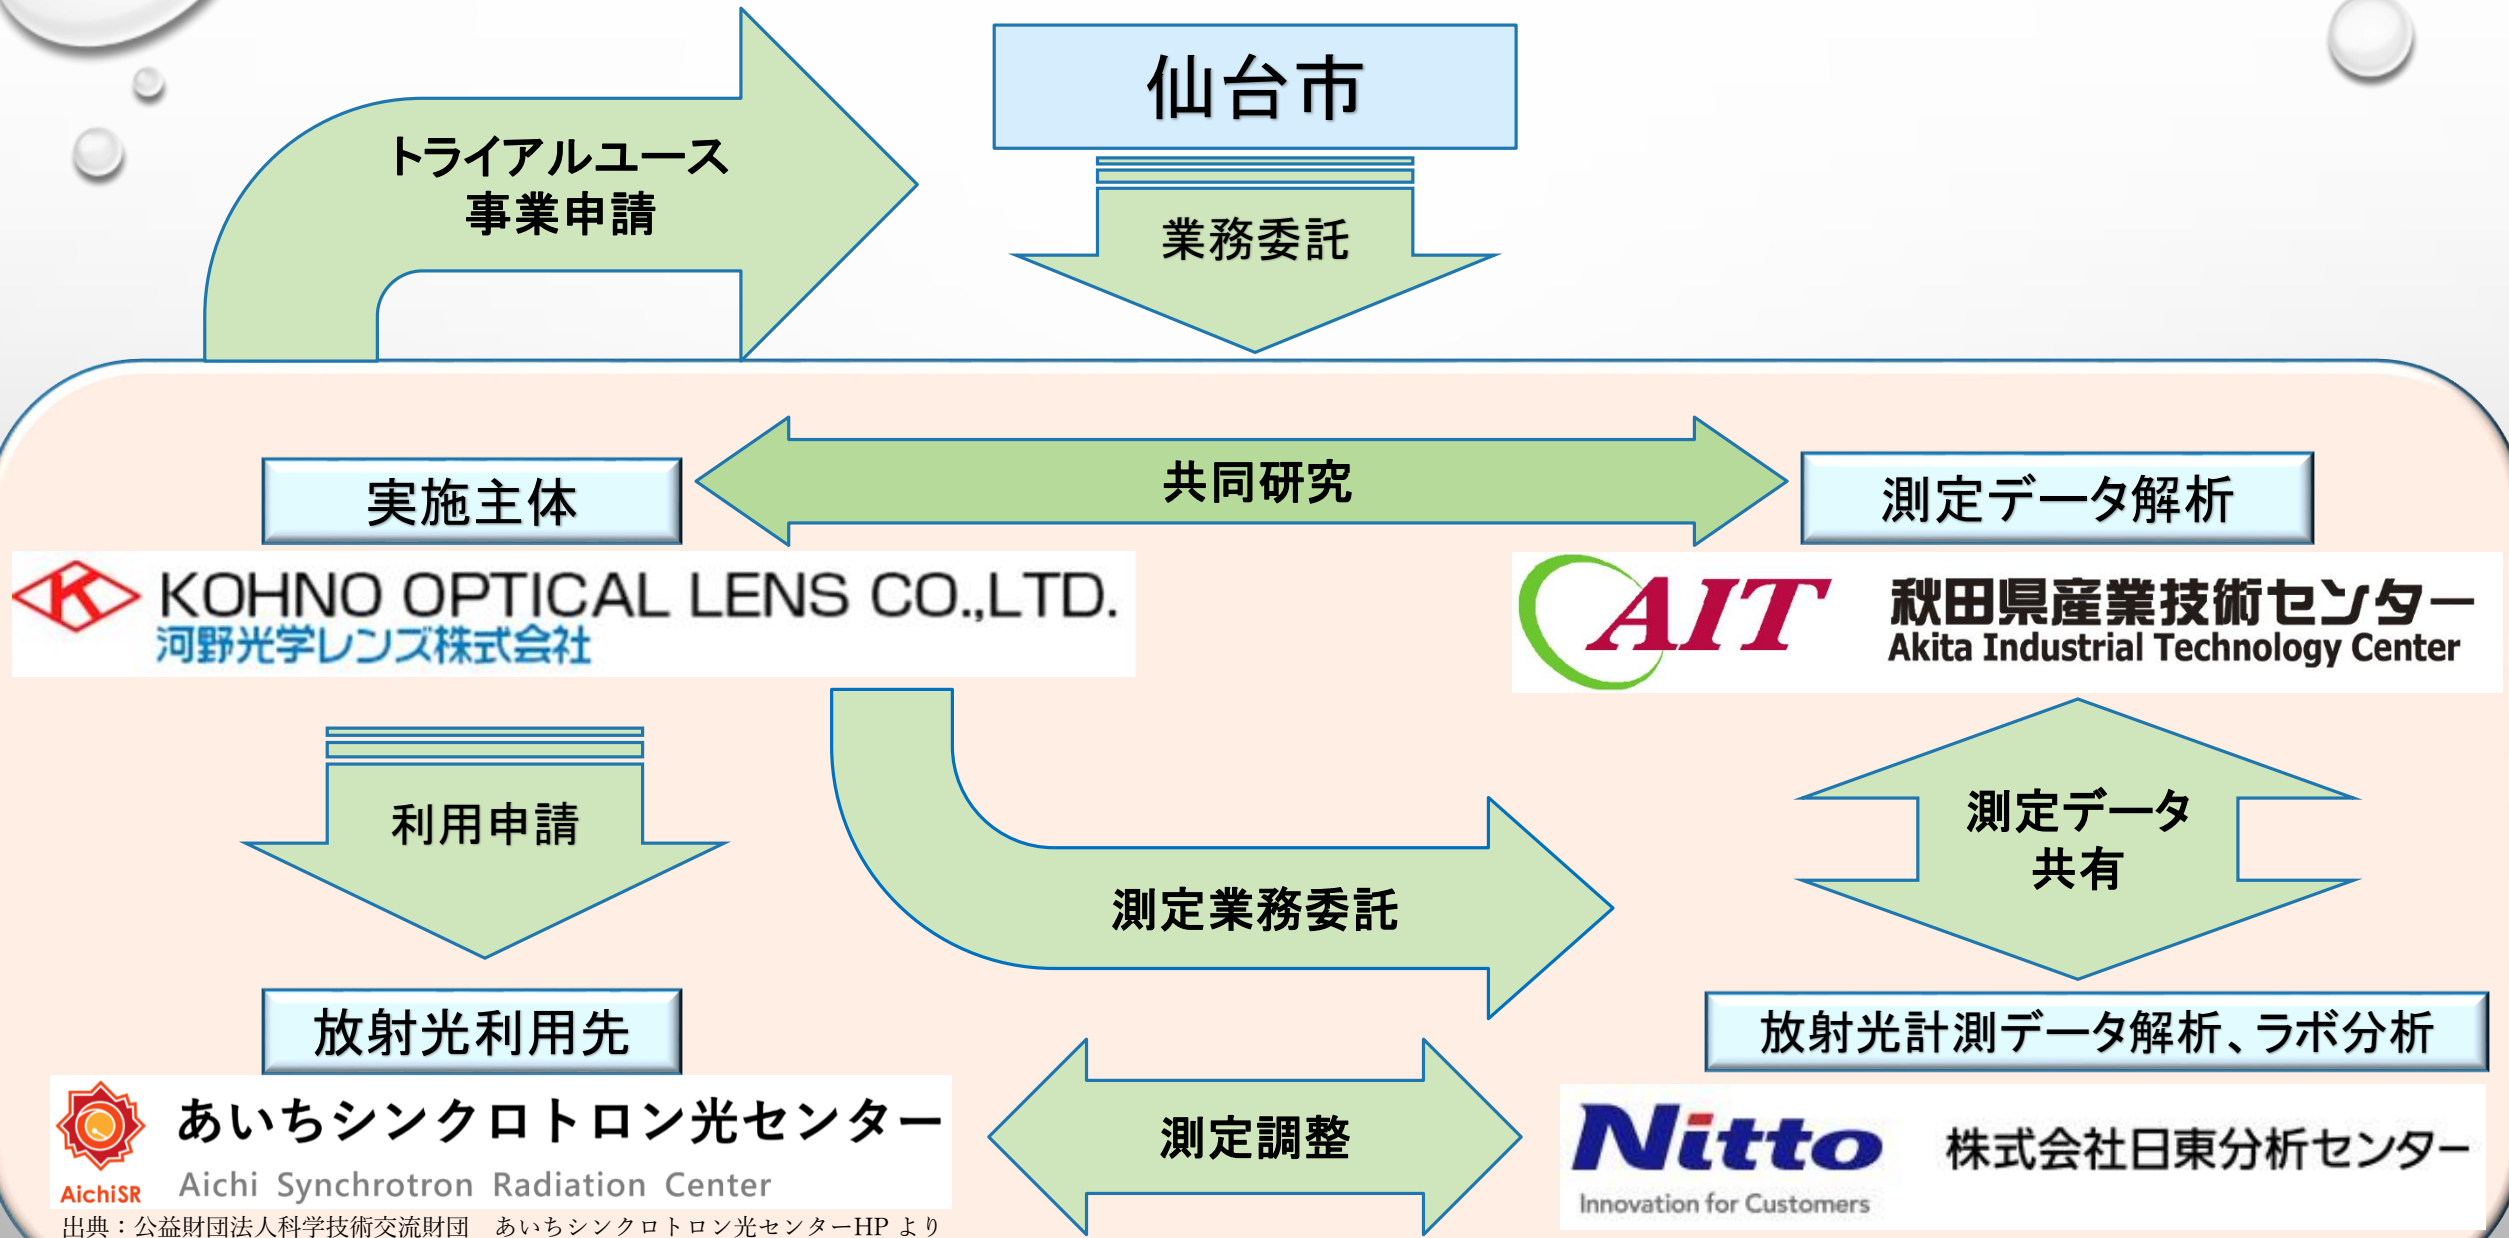 仙台市
トライアルユース
事業申請
業務委託
共同研究
実施主体
測定データ解析
KOHNO OPTICAL LENS CO.,LTD.
河野光学レンズ株式会社
AIT
秋田県産業技術センター
Akita Industrial Technology Center
利用申請
測定業務委託
測定データ
共有
放射光利用先
放射光計測データ解析、ラボ分析
あいちシンクロトロン光センター
AichiSR
Aichi Synchrotron Radiation Center
測定調整
Nitto
Innovation for Customers
株式会社日東分析センター
出典：公益財団法人科学技術交流財団　あいちシンクロトロン光センターHP より